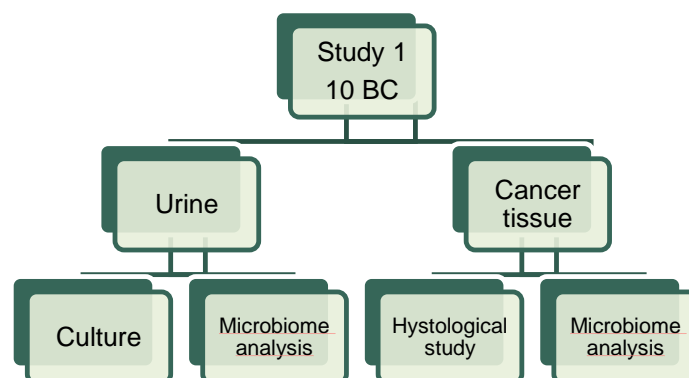 Study 1
10 BC
Urine
Cancer
tissue
Culture
Microbiome
analysis
Hystological
study
Microbiome
analysis